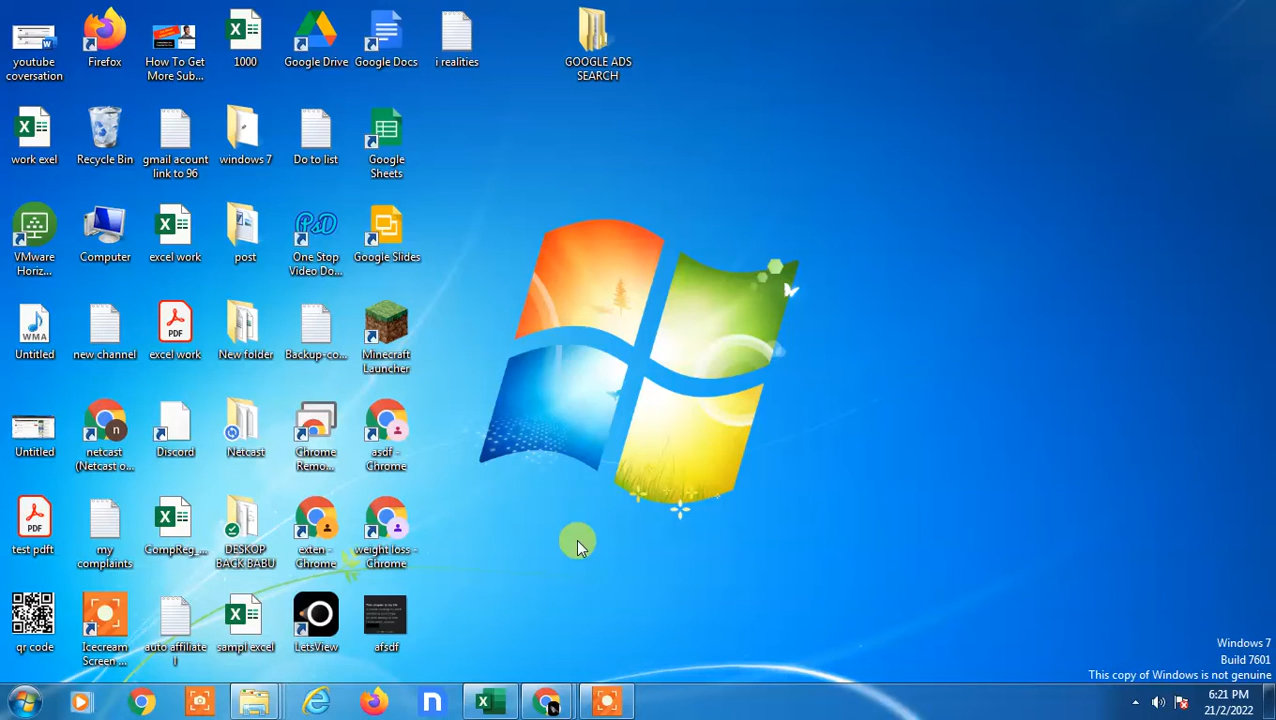 youtube
coversation
Firefox
How To Get
More Sub...
1000
Google Drive
Google Docs
i realities
GOOGLE ADS
SEARCH
work exel
Recycle Bin
gmail acount
link to 96
windows 7
Do to list
Google
Sheets
VMware
Horiz...
Computer
excel work
post
PSD
One Stop
Video Do...
Google Slides
WMA
Untitled
new channel
PDF
excel work
New folder
Backup-co...
Minecraft
Launcher
Untitled
n
netcast
(Netcast o...
Discord
Netcast
Chrome
Remo...
asdf -
Chrome
PDF
test pdft
my
complaints
CompReg_...
DESKOP
BACK BABU
exten -
Chrome
weight loss -
Chrome
qr code
Icecream
Screen ...
auto affiliate
l
sampl excel
LetsView
afsdf
Windows 7
Build 7601
This copy of Windows is not genuine
n
6:21 PM
21/2/2022